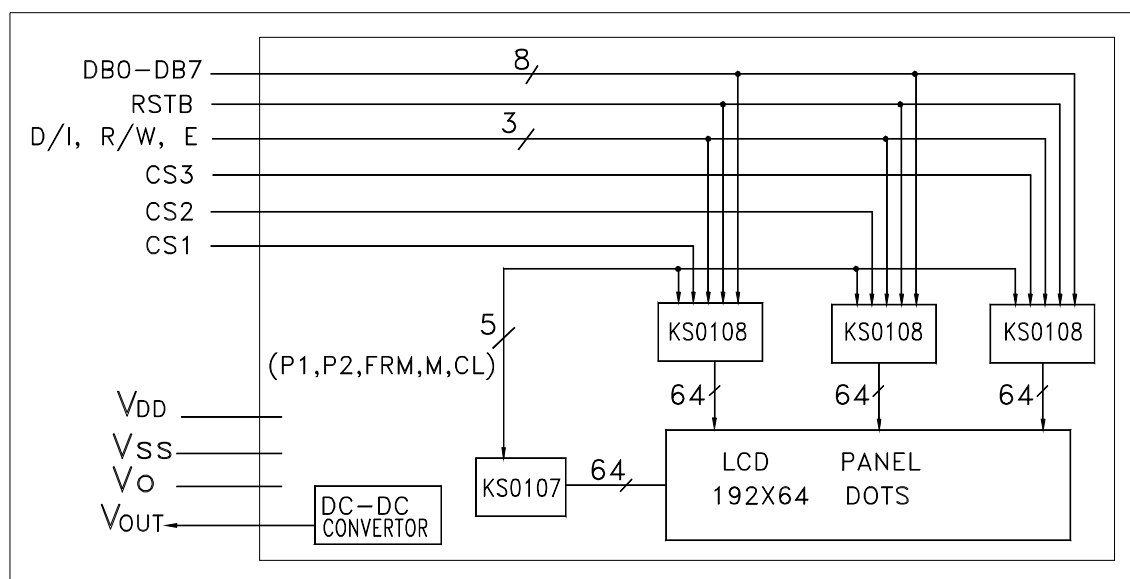 DB0-DB7
8
RSTB
D/I, R/W, E
3
CS3
CS2
CS1
5
(P1,P2,FRM,M,CL)
KS0108
KS0108
KS0108
64
64
64
VDD
VSS
VO
VOUT
DC-DC
CONVERTOR
KS0107
64
LCD PANEL
192X64 DOTS